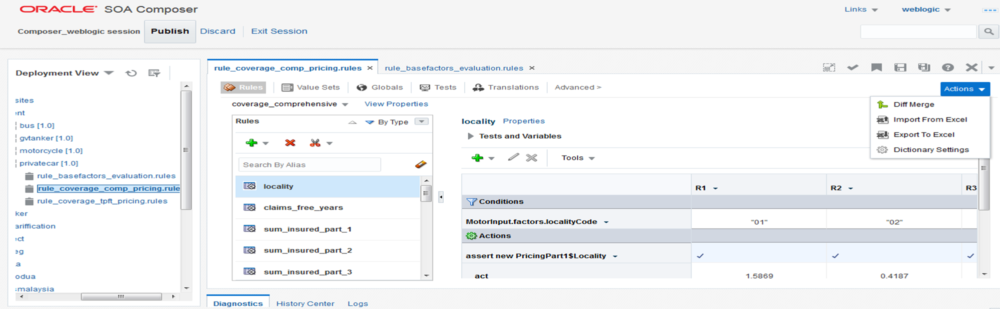 ORACLE SOA Composer
Links
weblogic
Composer_weblogic session
Publish
Discard
Exit Session
Deployment View
sites
ent
bus [1.0]
gvtanker [1.0]
motorcycle [1.0]
privatecar [1.0]
rule_basefactors_evaluation.rules
rule_coverage_comp_pricing.rule
rule_coverage_tpft_pricing.rules
ker
ariffication
ect
eg
a
odua
smalaysia
rule_coverage_comp_pricing.rules
rule_basefactors_evaluation.rules
Rules
Value Sets
Globals
Tests
Translations
Advanced >
Actions
Diff Merge
Import From Excel
Export To Excel
Dictionary Settings
coverage_comprehensive
View Properties
Rules
By Type
Search By Alias
locality
claims_free_years
sum_insured_part_1
sum_insured_part_2
sum_insured_part_3
locality Properties
Tests and Variables
Tools
R1 R2 R3
Conditions
MotorInput.factors.localityCode "01" "02"
Actions
assert new PricingPart1$Locality
act 1.5869 0.4187
Diagnostics
History Center
Logs